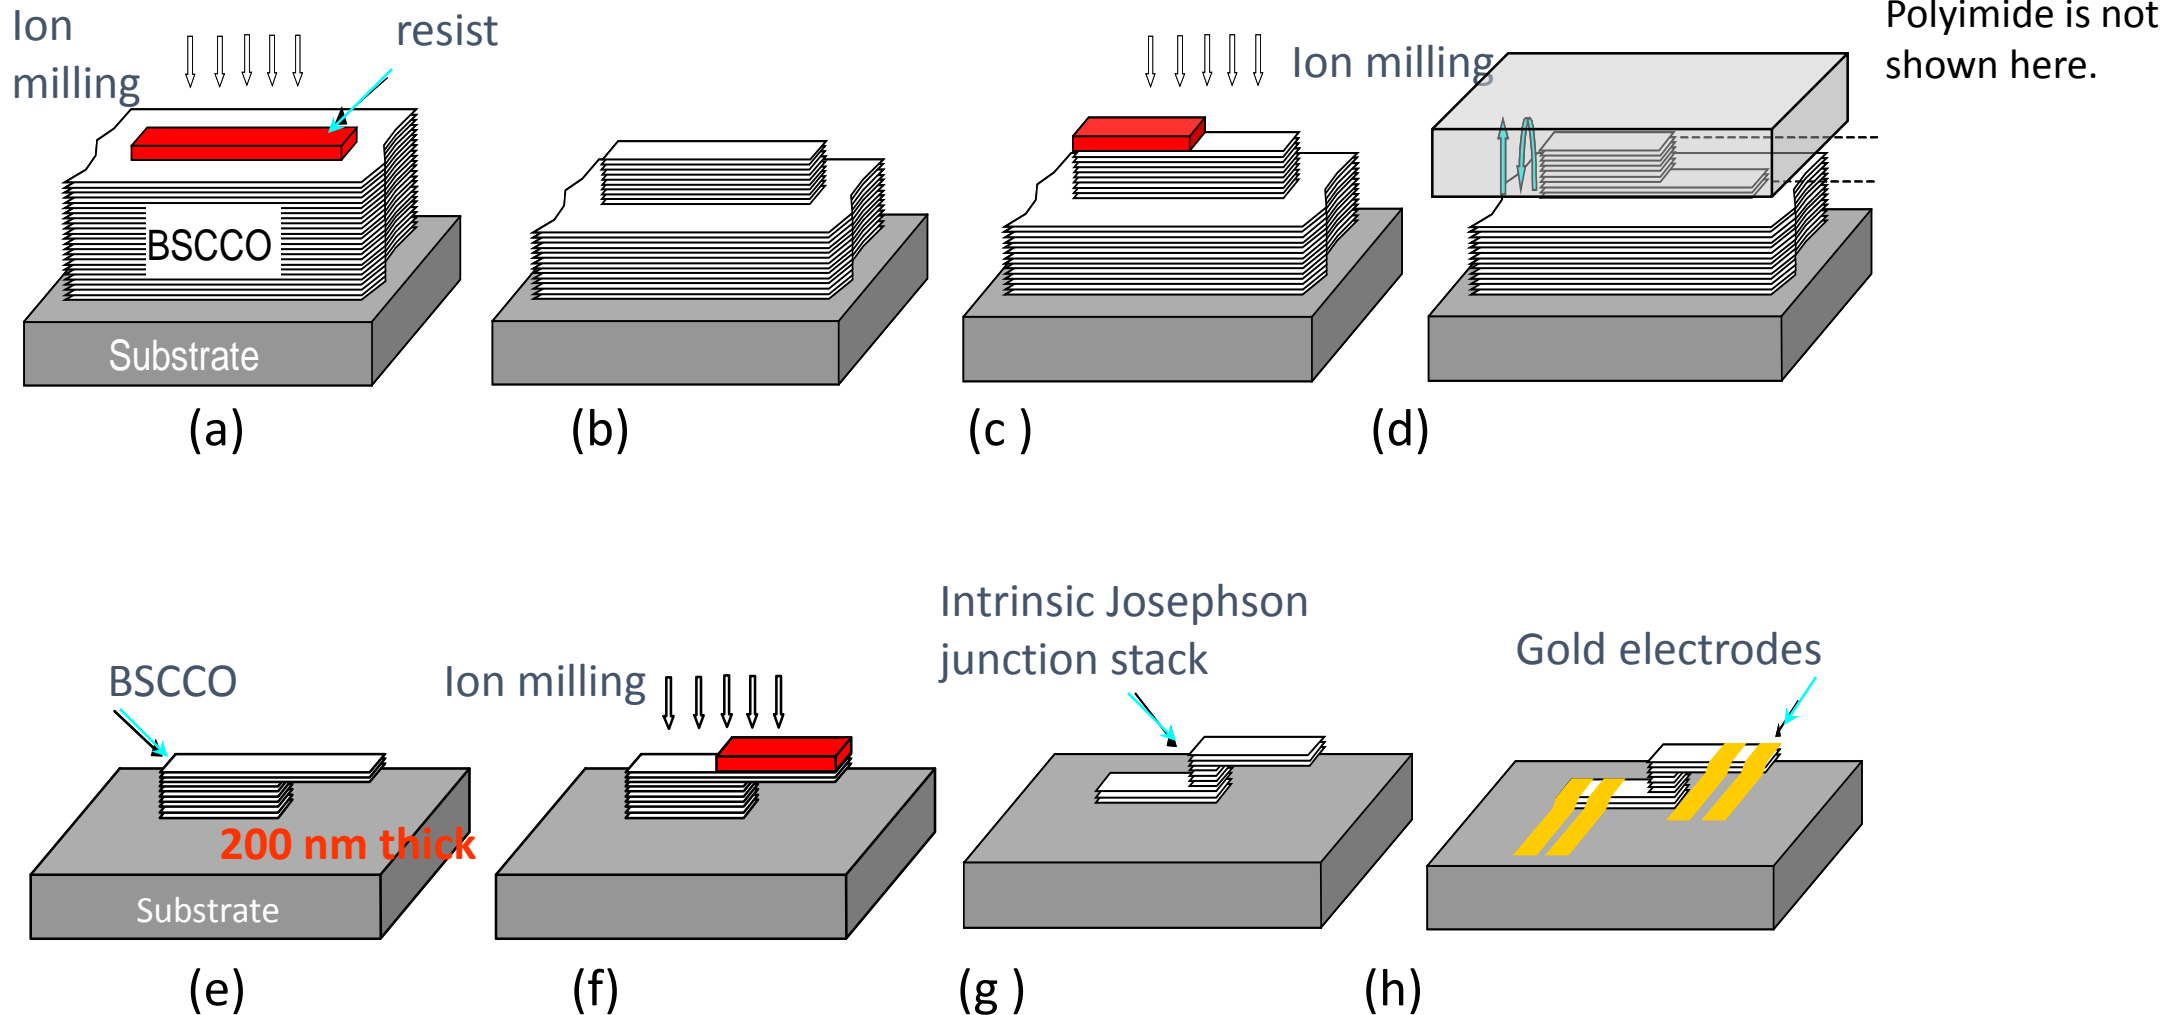 Ion
milling
resist
BSCCO
Substrate
Ion milling
Polyimide is not
shown here.
(a)
(b)
(c )
(d)
BSCCO
200 nm thick
Substrate
Ion milling
Intrinsic Josephson
junction stack
Gold electrodes
(e)
(f)
(g )
(h)